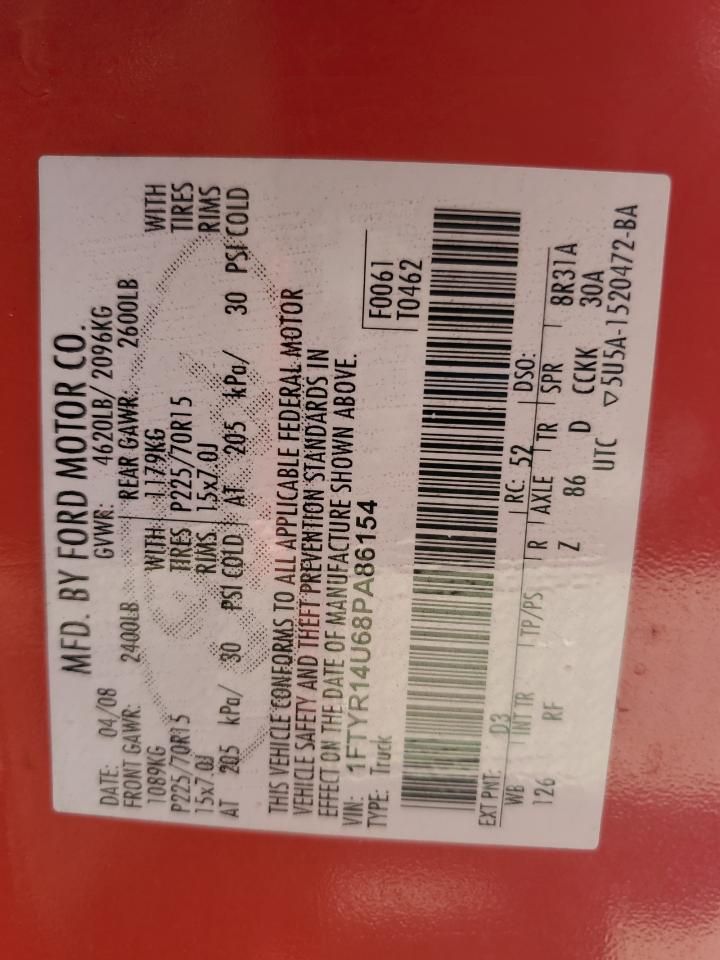 MFD. BY FORD MOTOR CO.
DATE: 04/08 GVWR: 4620LB/ 2096KG
FRONT GAWR: 2400LB REAR GAWR: 2600LB
1089KG WITH 1179KG WITH
P225/70R15 TIRES P225/70R15 TIRES
15x7.0J RIMS 15x7.0J RIMS
AT 205 kPa/ 30 PSI COLD AT 205 kPa/ 30 PSI COLD
THIS VEHICLE CONFORMS TO ALL APPLICABLE FEDERAL MOTOR
VEHICLE SAFETY AND THEFT PREVENTION STANDARDS IN
EFFECT ON THE DATE OF MANUFACTURE SHOWN ABOVE.
VIN: 1FTYR14U68PA86154 F0061
TYPE: Truck T0462
EXT PNT: D3 RC: 52 DSO:
WB INT TR TP/PS R AXLE TR SPR 8R31A
126 RF Z 86 D CCKK 30A
UTC ▽5U5A-1520472-BA